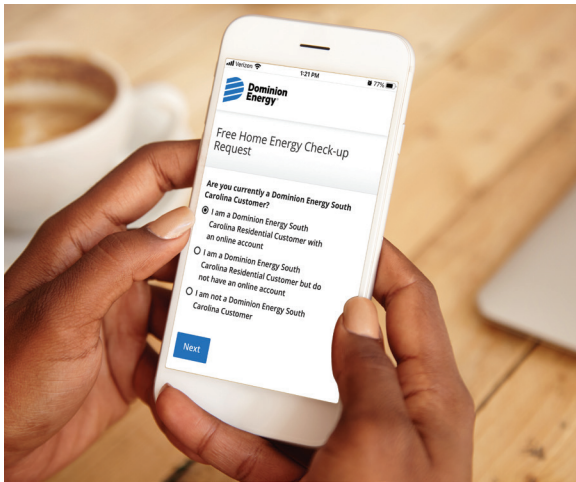 Verizon 1:21 PM 77%
Dominion
Energy®
Free Home Energy Check-up
Request
Are you currently a Dominion Energy South
Carolina Customer?
I am a Dominion Energy South
Carolina Residential Customer with
an online account
I am a Dominion Energy South
Carolina Residential Customer but do
not have an online account
I am not a Dominion Energy South
Carolina Customer
Next